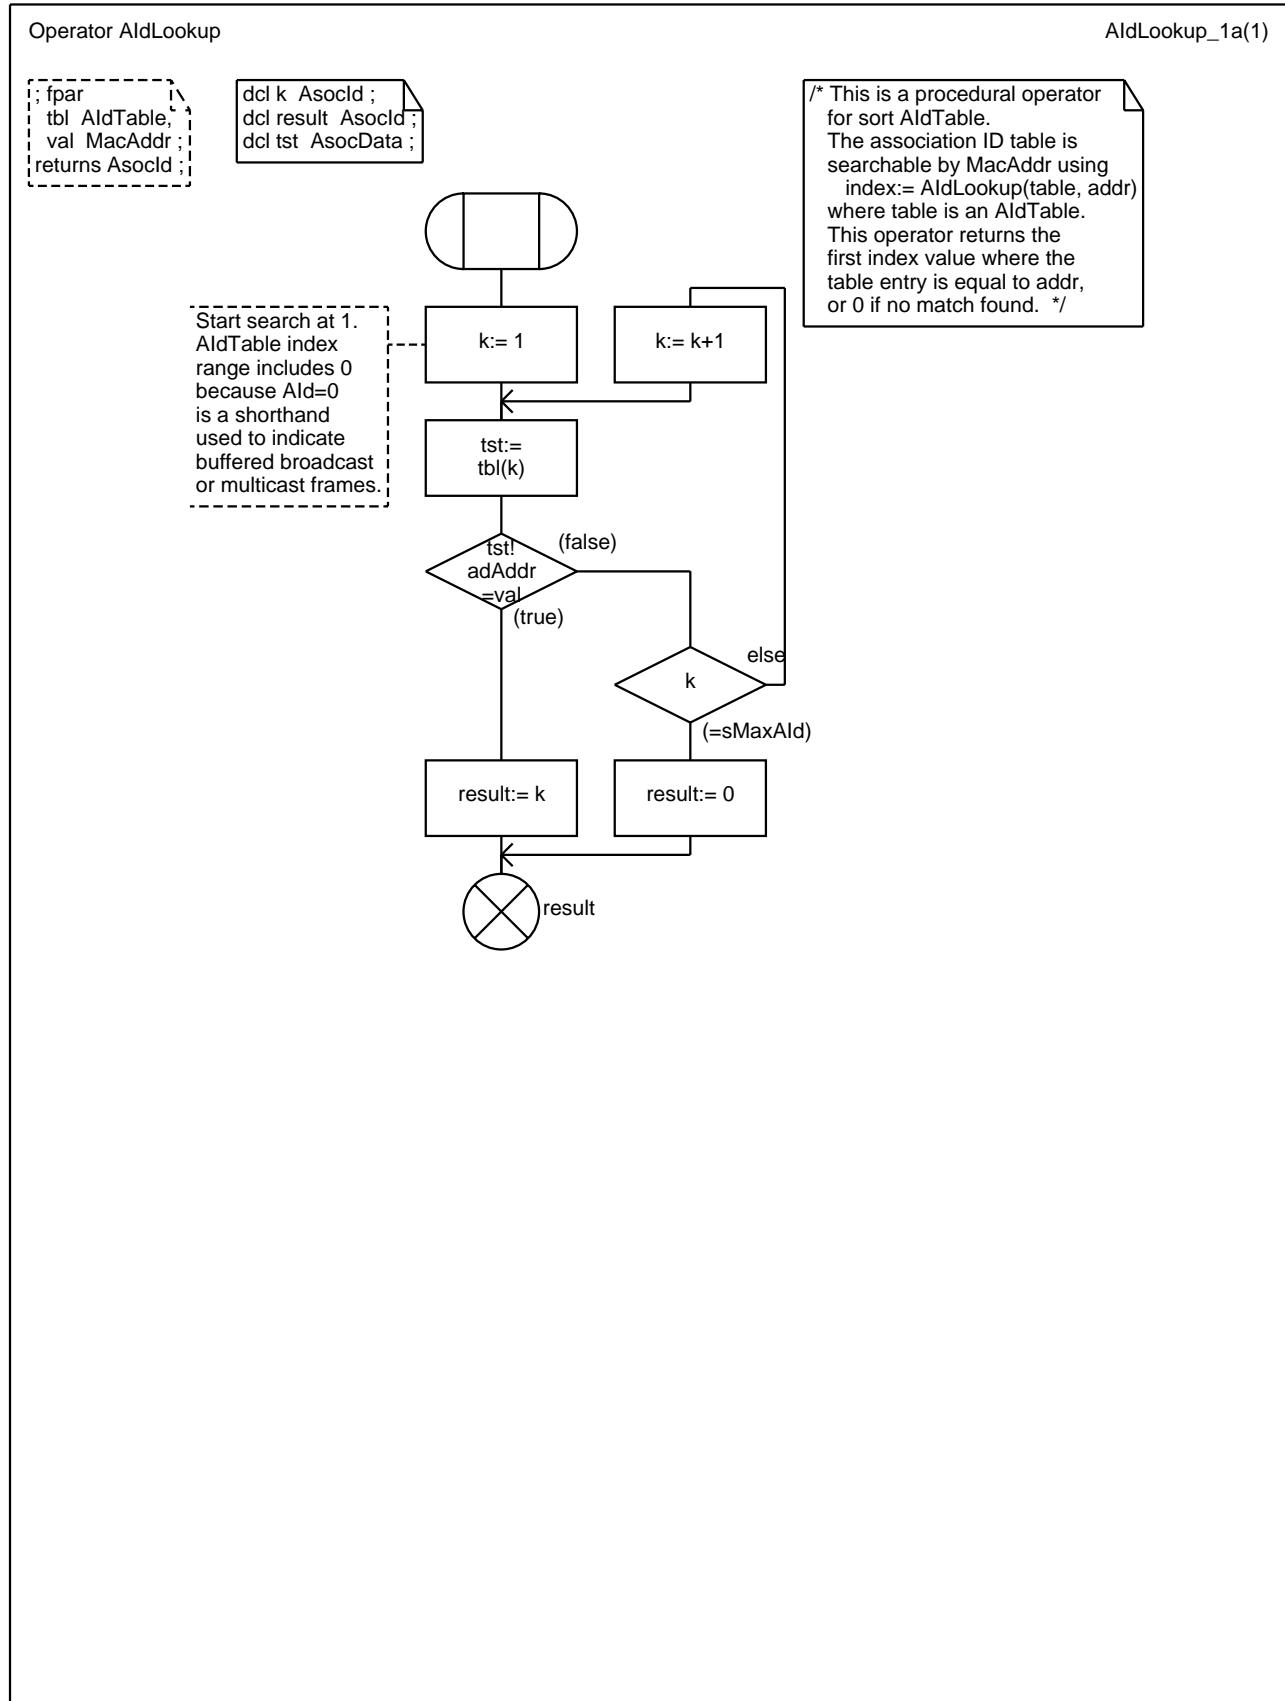 Operator AIdLookup
AIdLookup_1a(1)
; fpar
tbl AIdTable,
val MacAddr ;
returns AsocId ;
dcl k AsocId ;
dcl result AsocId ;
dcl tst AsocData ;
/* This is a procedural operator
for sort AIdTable.
The association ID table is
searchable by MacAddr using
index:= AIdLookup(table, addr)
where table is an AIdTable.
This operator returns the
first index value where the
table entry is equal to addr,
or 0 if no match found. */
Start search at 1.
AIdTable index
range includes 0
because AId=0
is a shorthand
used to indicate
buffered broadcast
or multicast frames.
k:= 1
k:= k+1
tst:=
tbl(k)
tst!
adAddr
=val
(false)
(true)
k
else
(=sMaxAId)
result:= k
result:= 0
result